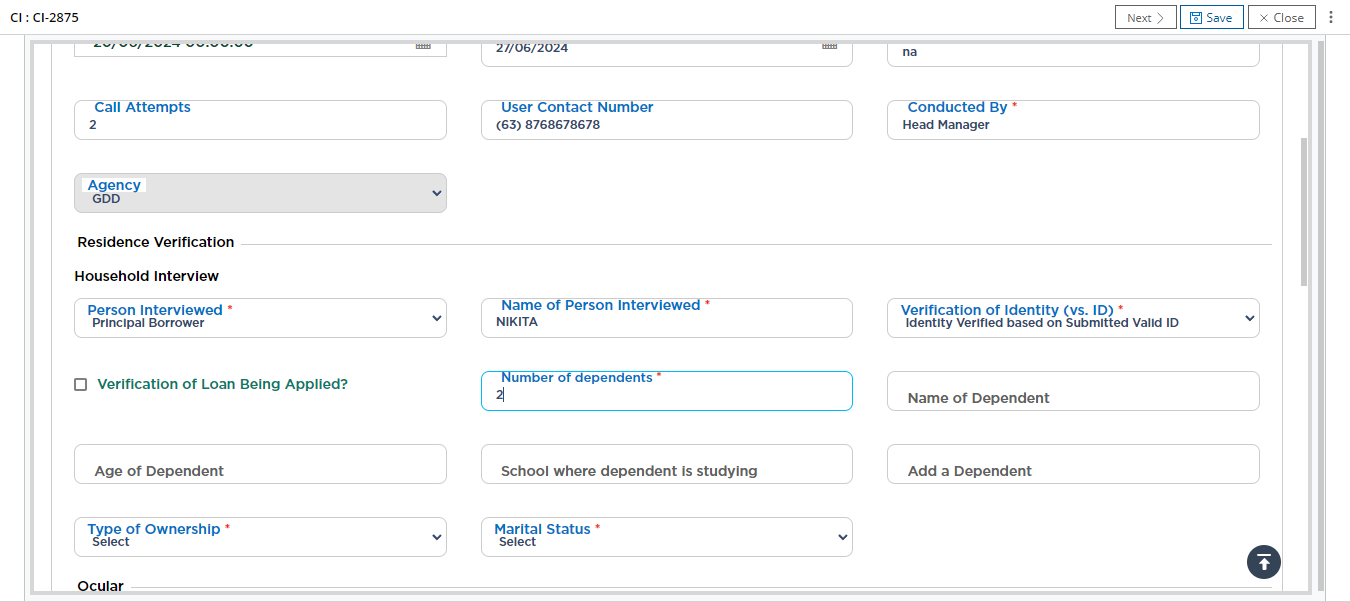 CI : CI-2875
Next
Save
Close
27/06/2024
na
Call Attempts
2
User Contact Number
(63) 8768678678
Conducted By *
Head Manager
Agency
GDD
Residence Verification
Household Interview
Person Interviewed *
Principal Borrower
Name of Person Interviewed *
NIKITA
Verification of Identity (vs. ID) *
Identity Verified based on Submitted Valid ID
Verification of Loan Being Applied?
Number of dependents *
2
Name of Dependent
Age of Dependent
School where dependent is studying
Add a Dependent
Type of Ownership *
Select
Marital Status *
Select
Ocular